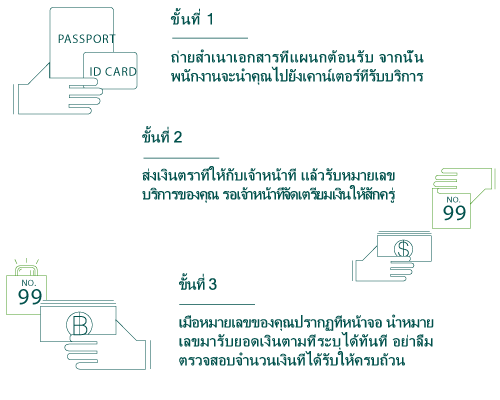 ขั้นที่ 1
PASSPORT
ID CARD
ถ่ายสำเนาเอกสารที่แผนกต้อนรับ จากนั้น
พนักงานจะนำคุณไปยังเคาน์เตอร์ที่รับบริการ
ขั้นที่ 2
ส่งเงินตราที่ให้กับเจ้าหน้าที่ แล้วรับหมายเลข
บริการของคุณ รอเจ้าหน้าที่จัดเตรียมเงินให้สักครู่
NO.
99
$
ขั้นที่ 3
NO.
99
B
เมื่อหมายเลขของคุณปรากฏที่หน้าจอ นำหมาย
เลขมารับยอดเงินตามที่ระบุได้ทันที อย่าลืม
ตรวจสอบจำนวนเงินที่ได้รับให้ครบถ้วน